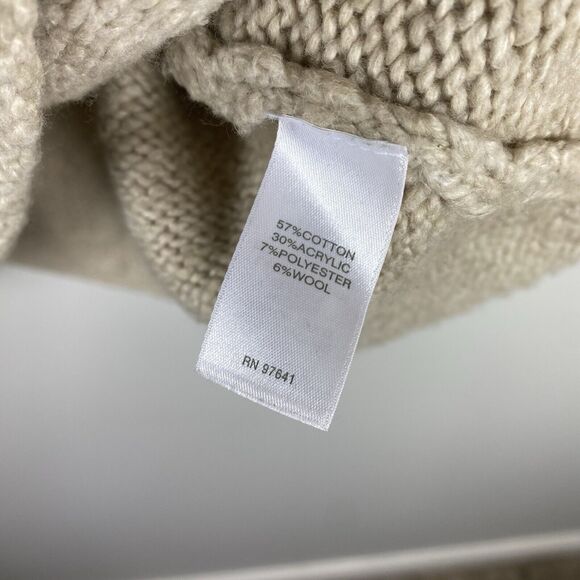 57%COTTON
30%ACRYLIC
7%POLYESTER
6%WOOL
RN 97641